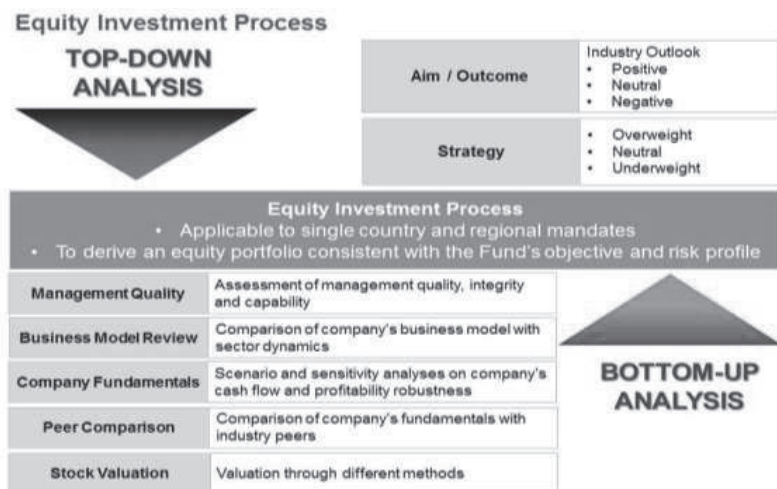 Equity Investment Process
TOP-DOWN
ANALYSIS
Aim / Outcome
Industry Outlook
• Positive
• Neutral
• Negative
Strategy
• Overweight
• Neutral
• Underweight
Equity Investment Process
• Applicable to single country and regional mandates
• To derive an equity portfolio consistent with the Fund's objective and risk profile
Management Quality
Assessment of management quality, integrity
and capability
Business Model Review
Comparison of company's business model with
sector dynamics
Company Fundamentals
Scenario and sensitivity analyses on company's
cash flow and profitability robustness
Peer Comparison
Comparison of company's fundamentals with
industry peers
Stock Valuation
Valuation through different methods
BOTTOM-UP
ANALYSIS